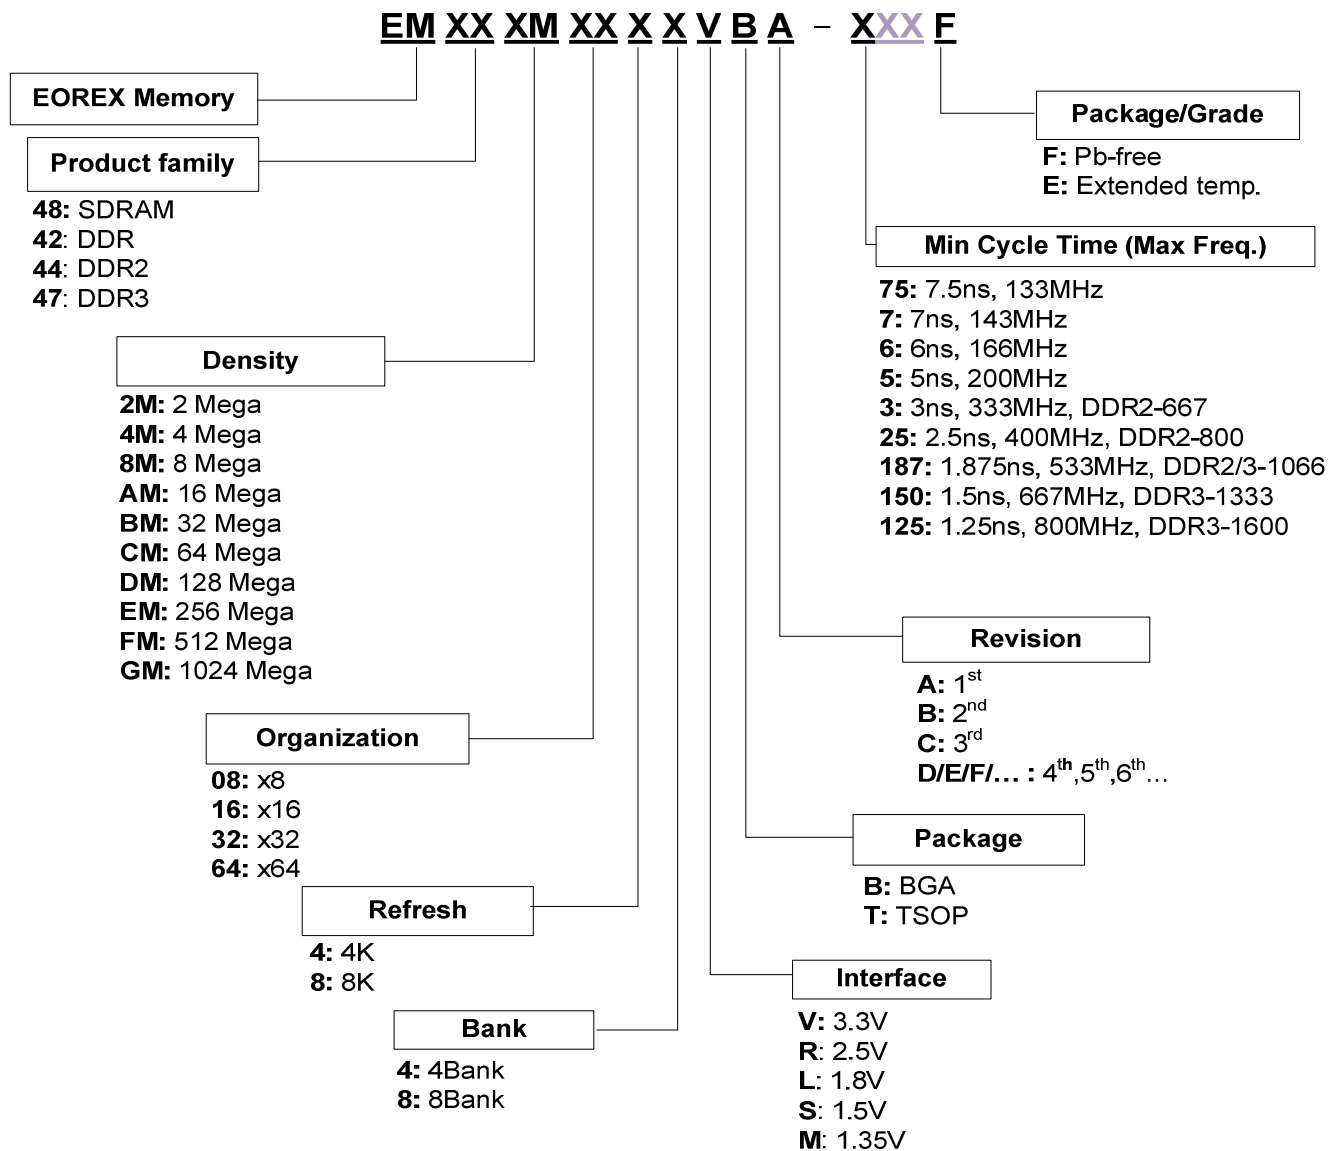 EM XX XM XX X X V B A – XXX F
EOREX Memory
Product family
48: SDRAM
42: DDR
44: DDR2
47: DDR3
Density
2M: 2 Mega
4M: 4 Mega
8M: 8 Mega
AM: 16 Mega
BM: 32 Mega
CM: 64 Mega
DM: 128 Mega
EM: 256 Mega
FM: 512 Mega
GM: 1024 Mega
Organization
08: x8
16: x16
32: x32
64: x64
Refresh
4: 4K
8: 8K
Bank
4: 4Bank
8: 8Bank
Package/Grade
F: Pb-free
E: Extended temp.
Min Cycle Time (Max Freq.)
75: 7.5ns, 133MHz
7: 7ns, 143MHz
6: 6ns, 166MHz
5: 5ns, 200MHz
3: 3ns, 333MHz, DDR2-667
25: 2.5ns, 400MHz, DDR2-800
187: 1.875ns, 533MHz, DDR2/3-1066
150: 1.5ns, 667MHz, DDR3-1333
125: 1.25ns, 800MHz, DDR3-1600
Revision
A: 1st
B: 2nd
C: 3rd
D/E/F/… : 4th,5th,6th…
Package
B: BGA
T: TSOP
Interface
V: 3.3V
R: 2.5V
L: 1.8V
S: 1.5V
M: 1.35V